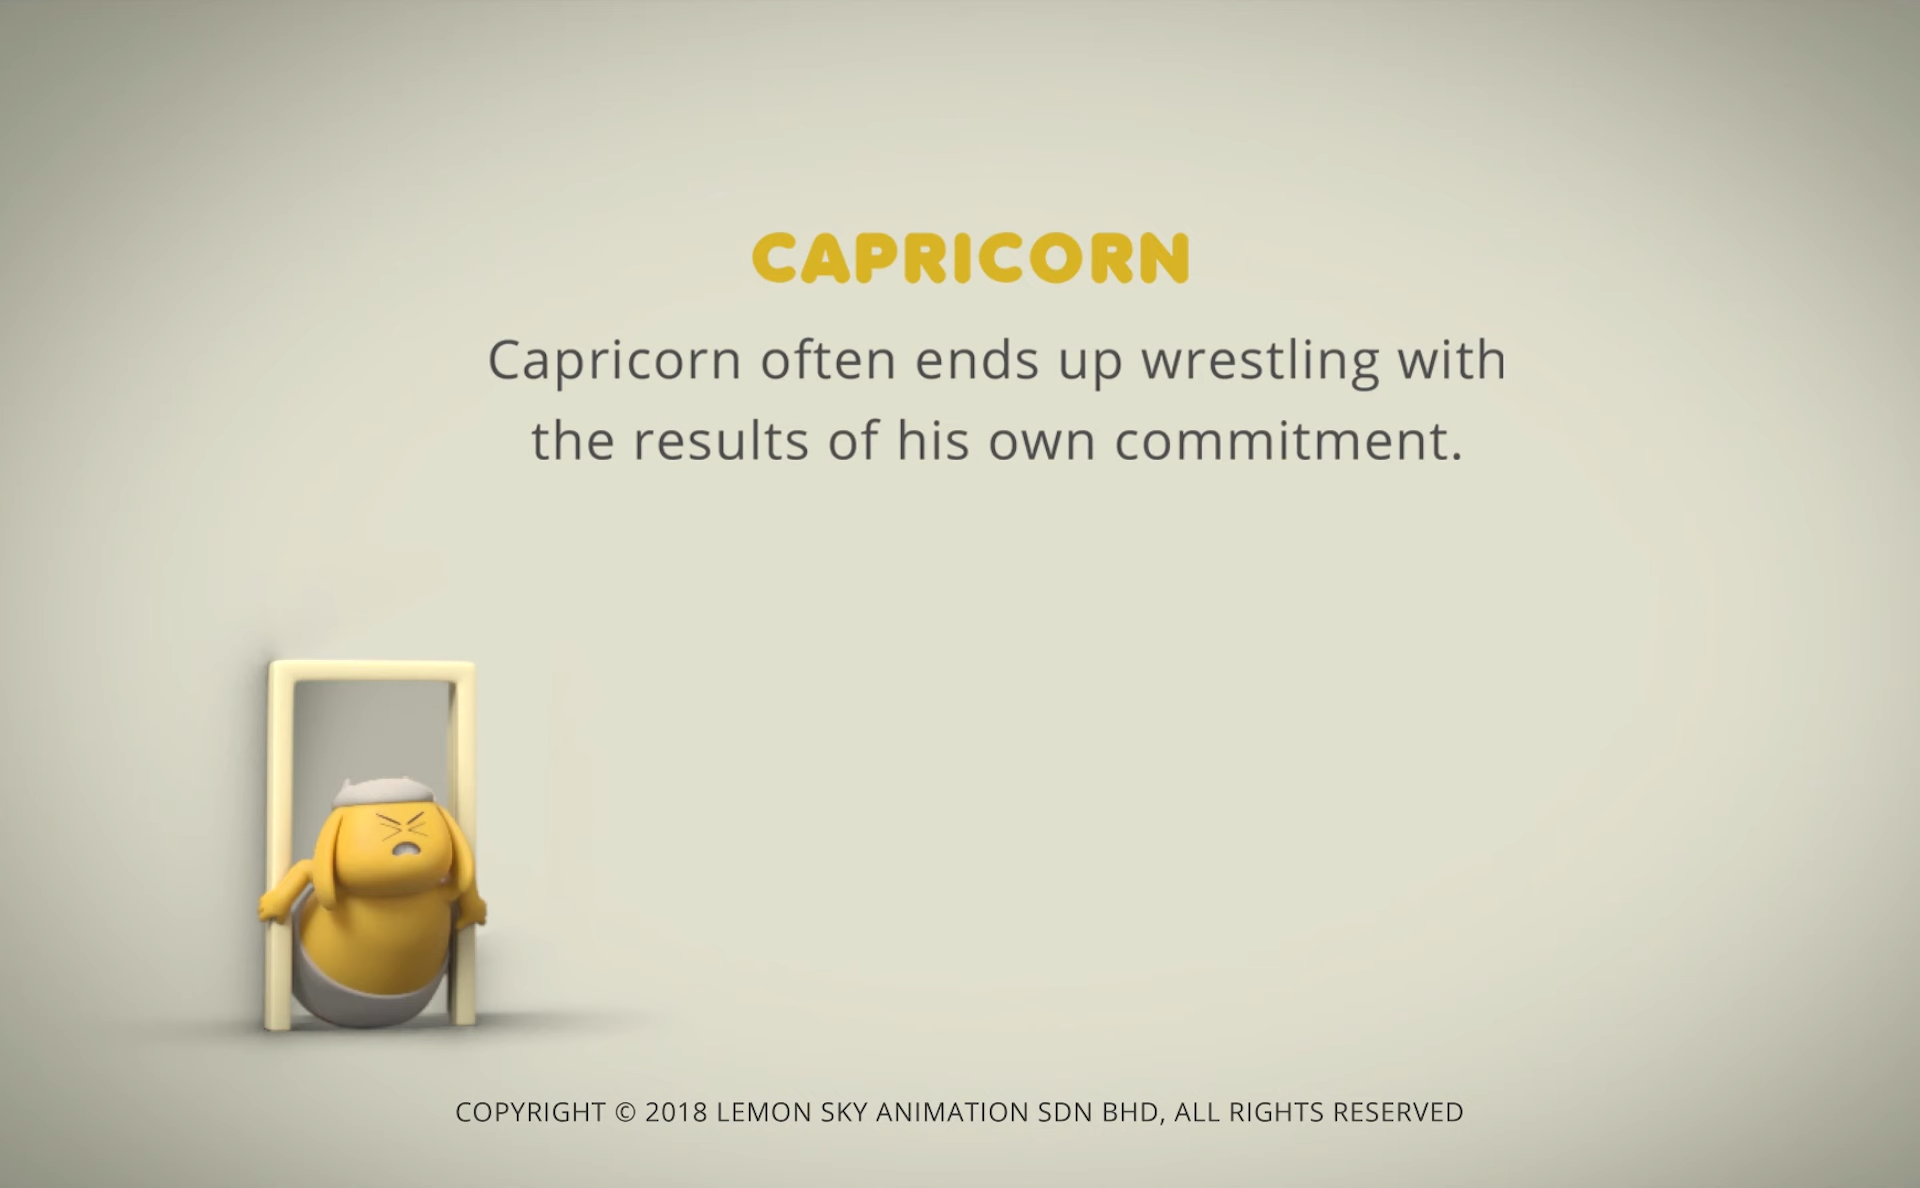 CAPRICORN
Capricorn often ends up wrestling with
the results of his own commitment.
COPYRIGHT © 2018 LEMON SKY ANIMATION SDN BHD, ALL RIGHTS RESERVED